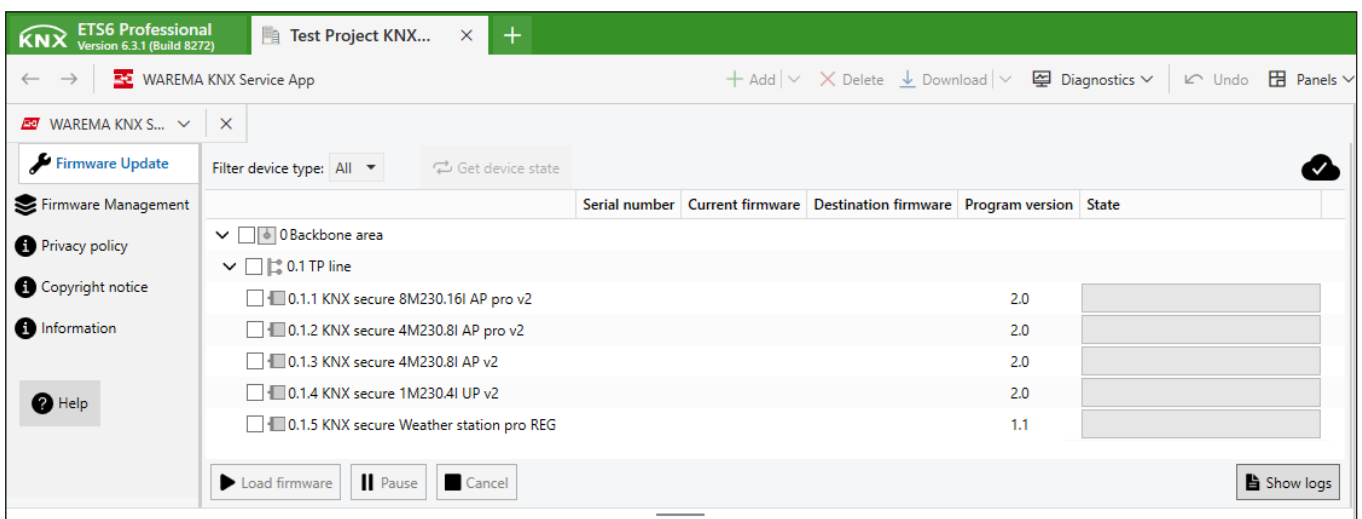 KNX ETS6 Professional
Version 6.3.1 (Build 8272)
Test Project KNX...
WAREMA KNX Service App
Add
Delete
Download
Diagnostics
Undo
Panels
WAREMA KNX S...
Firmware Update
Filter device type: All
Get device state
Firmware Management
Serial number Current firmware Destination firmware Program version State
0 Backbone area
Privacy policy
0.1 TP line
Copyright notice
0.1.1 KNX secure 8M230.16I AP pro v2 2.0
Information
0.1.2 KNX secure 4M230.8I AP pro v2 2.0
0.1.3 KNX secure 4M230.8I AP v2 2.0
0.1.4 KNX secure 1M230.4I UP v2 2.0
Help
0.1.5 KNX secure Weather station pro REG 1.1
Load firmware
Pause
Cancel
Show logs